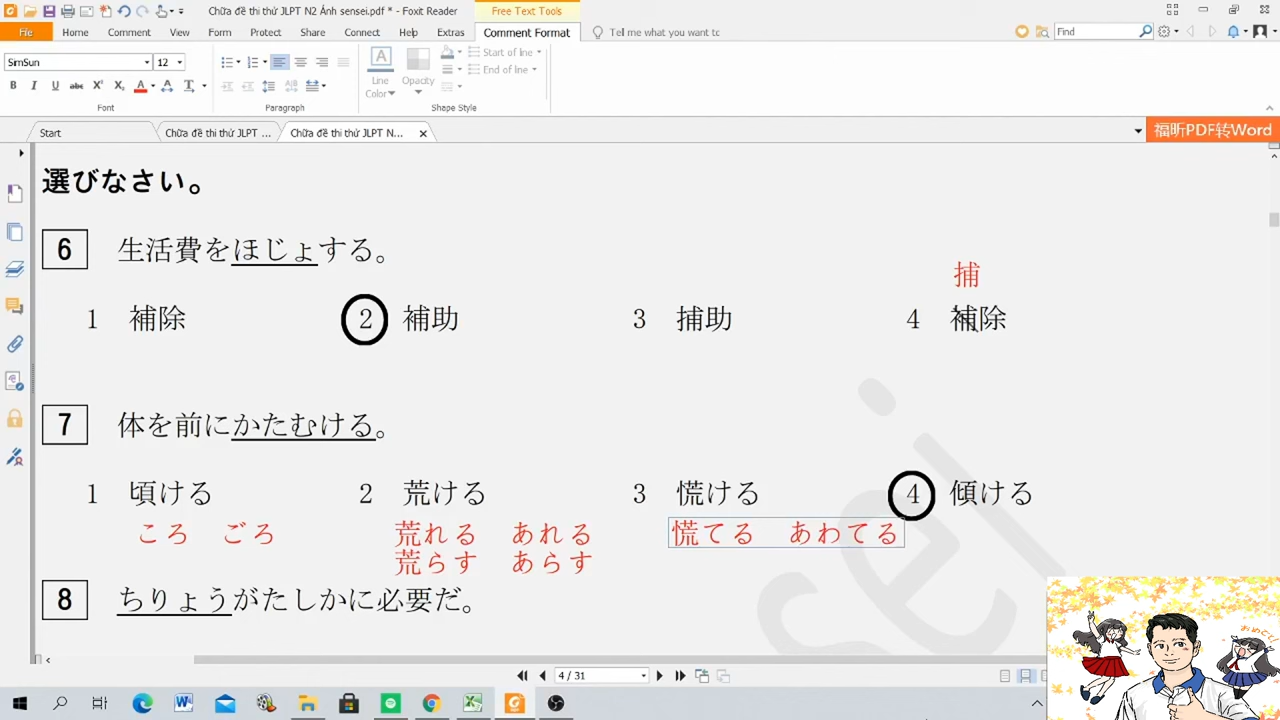 Chữa đề thi thử JLPT N2 Ánh sensei.pdf * - Foxit Reader
Free Text Tools
File Home Comment View Form Protect Share Connect Help Extras Comment Format Tell me what you want to Find
SimSun 12 Start of line
End of line
Line Color Opacity
Font Paragraph Shape Style
Start Chữa đề thi thử JLPT ... Chữa đề thi thử JLPT N... 福昕PDF转Word
選びなさい。
6 生活費をほじょする。
捕
1 補除 2 補助 3 捕助 4 補除
7 体を前にかたむける。
1 頃ける 2 荒ける 3 慌ける 4 傾ける
ころ ごろ 荒れる あれる 慌てる あわてる
荒らす あらす
8 ちりょうがたしかに必要だ。
sei
おめでとう!
4 / 31